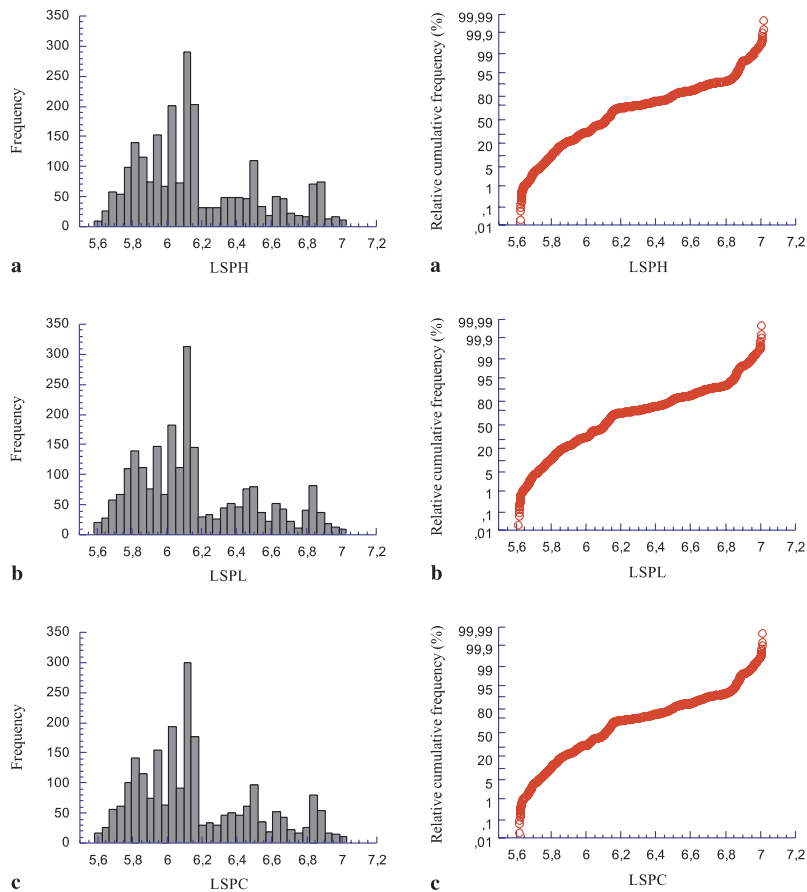 Frequency
350
300
250
200
150
100
50
0
5,6 5,8 6 6,2 6,4 6,6 6,8 7 7,2
LSPH
a
Relative cumulative frequency (%)
99,99
99,9
99
95
80
50
20
5
1
,1
,01
5,6 5,8 6 6,2 6,4 6,6 6,8 7 7,2
LSPH
a
Frequency
350
300
250
200
150
100
50
0
5,6 5,8 6 6,2 6,4 6,6 6,8 7 7,2
LSPL
b
Relative cumulative frequency (%)
99,99
99,9
99
95
80
50
20
5
1
,1
,01
5,6 5,8 6 6,2 6,4 6,6 6,8 7 7,2
LSPL
b
Frequency
350
300
250
200
150
100
50
0
5,6 5,8 6 6,2 6,4 6,6 6,8 7 7,2
LSPC
c
Relative cumulative frequency (%)
99,99
99,9
99
95
80
50
20
5
1
,1
,01
5,6 5,8 6 6,2 6,4 6,6 6,8 7 7,2
LSPC
c